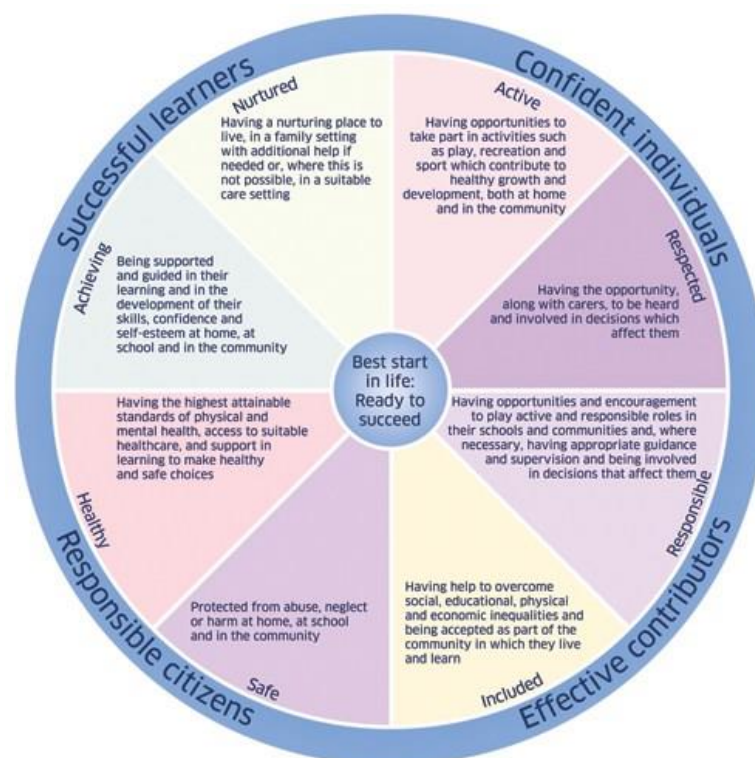 Successful learners
Confident individuals
Nurtured
Having a nurturing place to
live, in a family setting
with additional help if
needed or, where this is
not possible, in a suitable
care setting
Active
Having opportunities to
take part in activities such
as play, recreation and
sport which contribute to
healthy growth and
development, both at home
and in the community
Achieving
Being supported
and guided in their
learning and in the
development of their
skills, confidence and
self-esteem at home, at
school and in the community
Respected
Having the opportunity,
along with carers, to be heard
and involved in decisions which
affect them
Best start
in life:
Ready to
succeed
Healthy
Having the highest attainable
standards of physical and
mental health, access to suitable
healthcare, and support in
learning to make healthy
and safe choices
Responsible
Having opportunities and encouragement
to play active and responsible roles in
their schools and communities and, where
necessary, having appropriate guidance
and supervision and being involved
in decisions that affect them
Protected from abuse, neglect
or harm at home, at school
and in the community
Safe
Having help to overcome
social, educational, physical
and economic inequalities and
being accepted as part of the
community in which they live
and learn
Included
Responsible citizens
Effective contributors